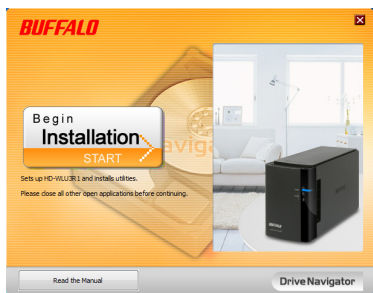 BUFFALO
Begin
Installation
START
Sets up HD-WLU3R1 and installs utilities.
Please close all other open applications before continuing.
Read the Manual
DriveNavigator